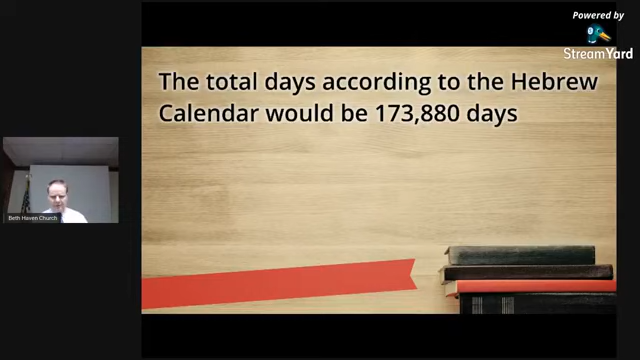 Powered by
StreamYard
The total days according to the Hebrew
Calendar would be 173,880 days
Beth Haven Church